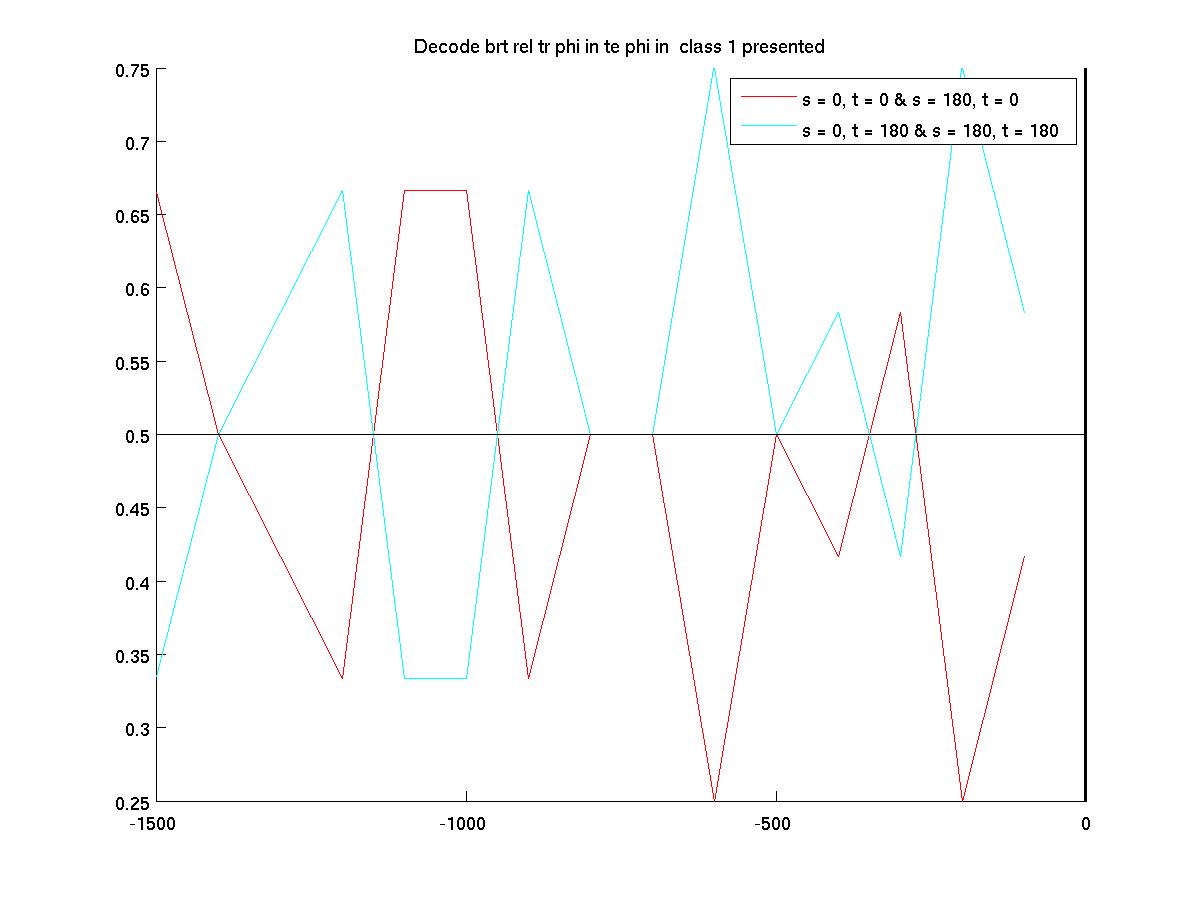 Decode brt rel tr phi in te phi in  class 1 presented
0.75
s = 0, t = 0 & s = 180, t = 0
s = 0, t = 180 & s = 180, t = 180
0.7
0.65
0.6
0.55
0.5
0.45
0.4
0.35
0.3
0.25
-1500 -1000 -500 0